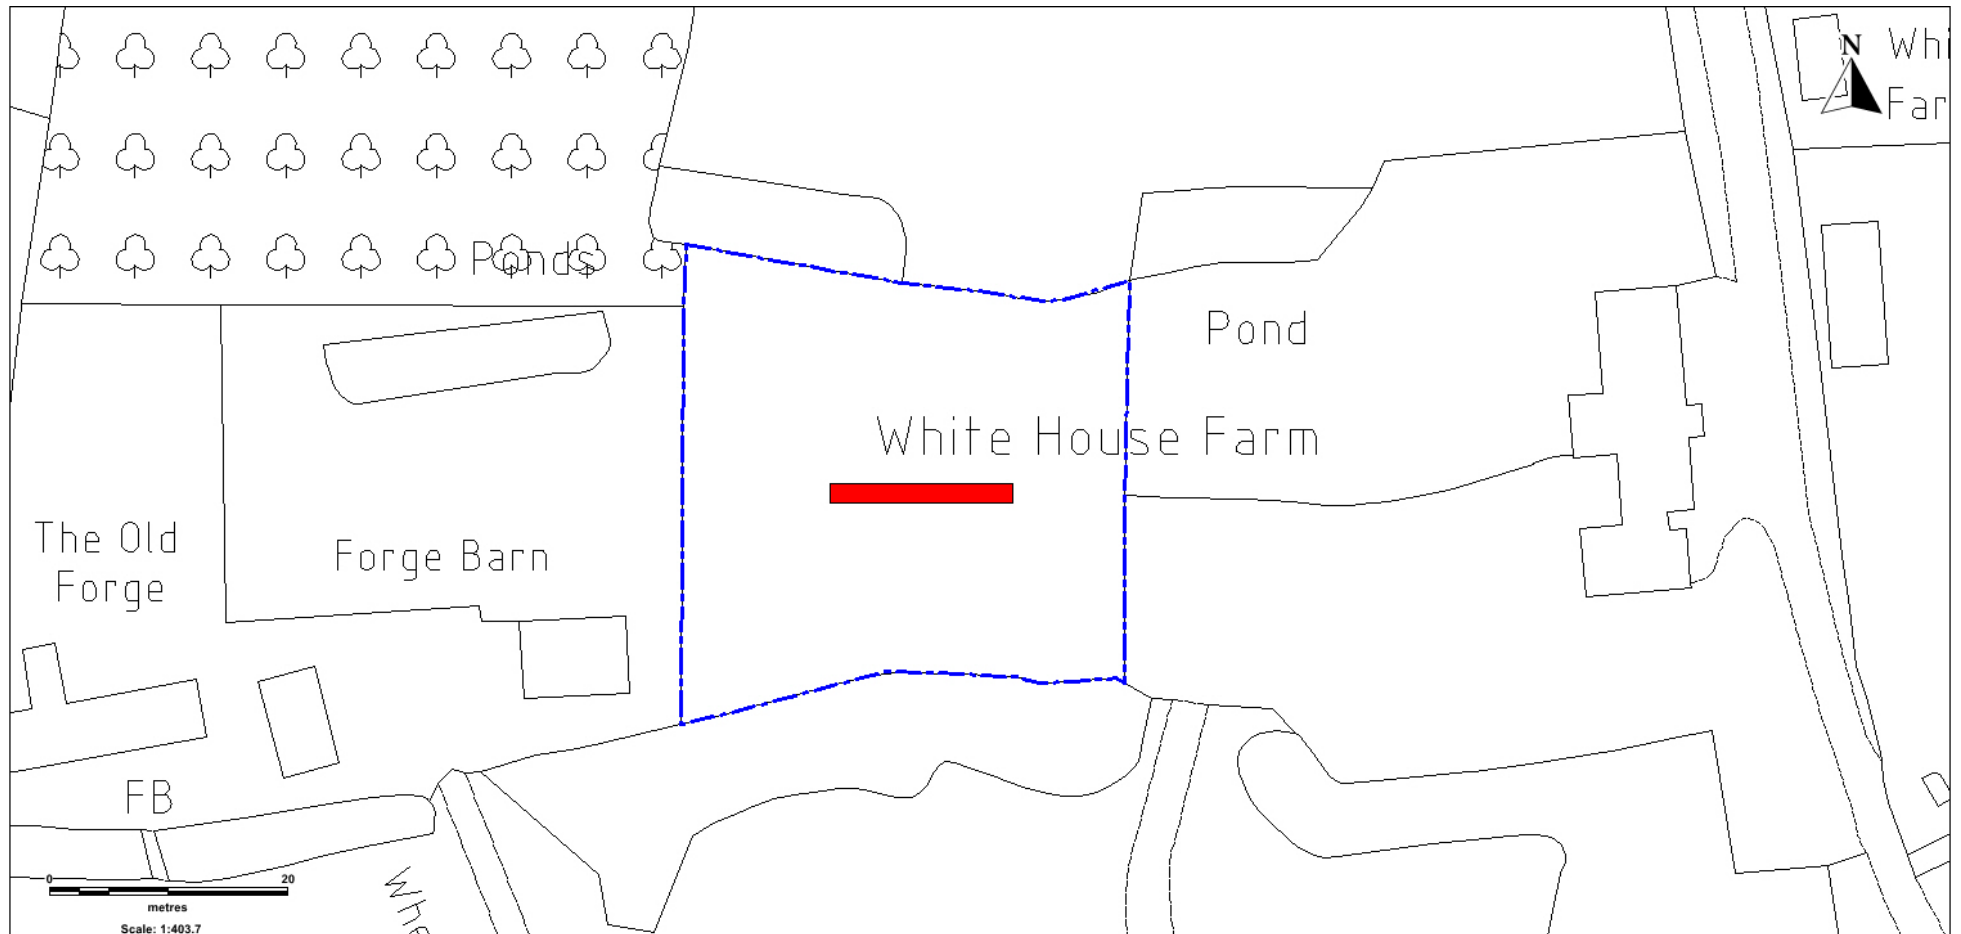 N
Whi
Far
Ponds
Pond
White House Farm
The Old
Forge
Forge Barn
FB
Whe
0 20
metres
Scale: 1:403.7